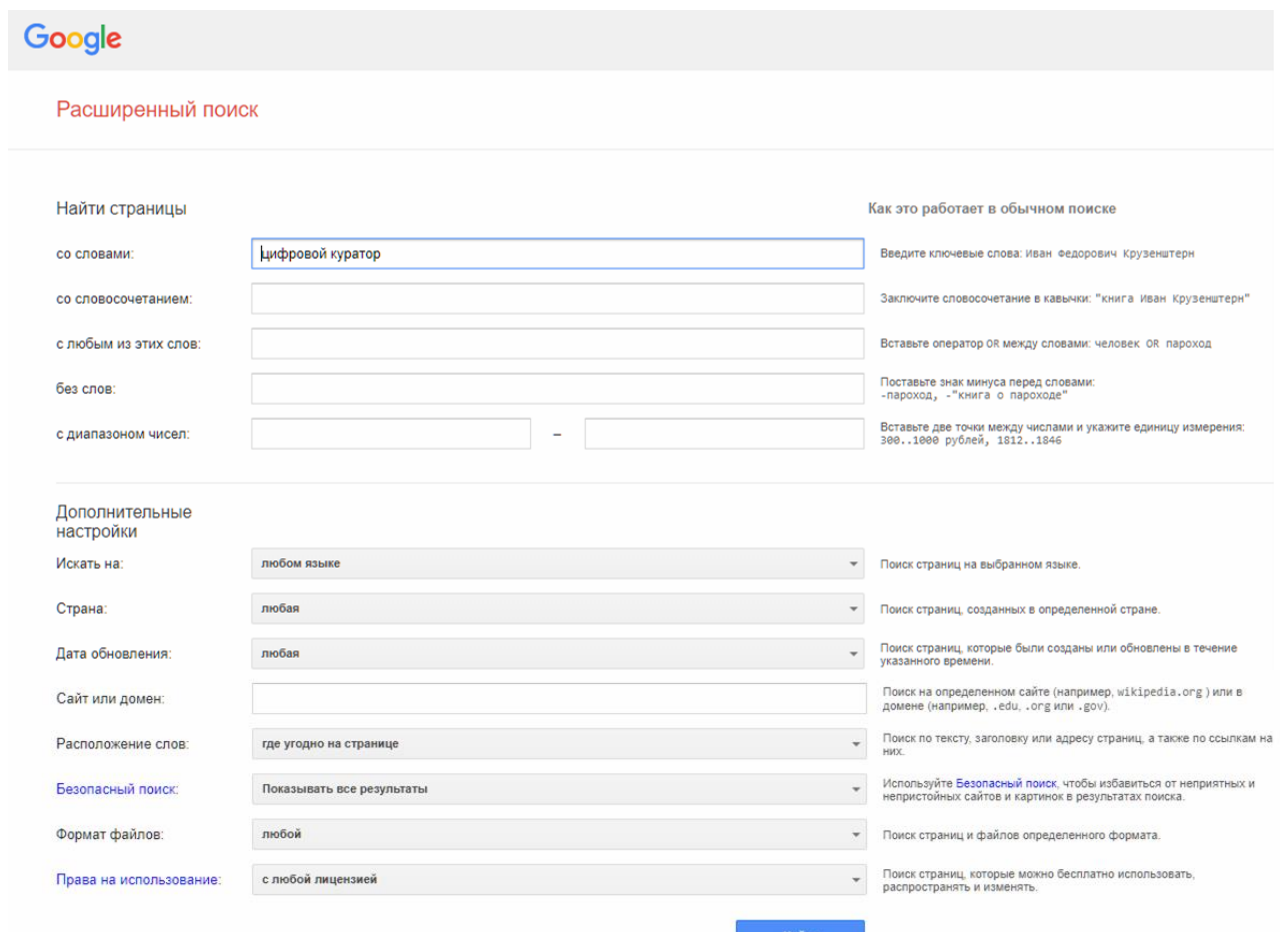 Google
Расширенный поиск
Найти страницы
Как это работает в обычном поиске
со словами:
цифровой куратор
Введите ключевые слова: Иван Федорович Крузенштерн
со словосочетанием:
Заключите словосочетание в кавычки: "книга Иван Крузенштерн"
с любым из этих слов:
Вставьте оператор OR между словами: человек OR пароход
без слов:
Поставьте знак минуса перед словами:
-пароход, -"книга о пароходе"
с диапазоном чисел:
–
Вставьте две точки между числами и укажите единицу измерения:
300..1000 рублей, 1812..1846
Дополнительные
настройки
Искать на:
любом языке
Поиск страниц на выбранном языке.
Страна:
любая
Поиск страниц, созданных в определенной стране.
Дата обновления:
любая
Поиск страниц, которые были созданы или обновлены в течение
указанного времени.
Сайт или домен:
Поиск на определенном сайте (например, wikipedia.org ) или в
домене (например, .edu, .org или .gov).
Расположение слов:
где угодно на странице
Поиск по тексту, заголовку или адресу страниц, а также по ссылкам на
них.
Безопасный поиск:
Показывать все результаты
Используйте Безопасный поиск, чтобы избавиться от неприятных и
непристойных сайтов и картинок в результатах поиска.
Формат файлов:
любой
Поиск страниц и файлов определенного формата.
Права на использование:
с любой лицензией
Поиск страниц, которые можно бесплатно использовать,
распространять и изменять.